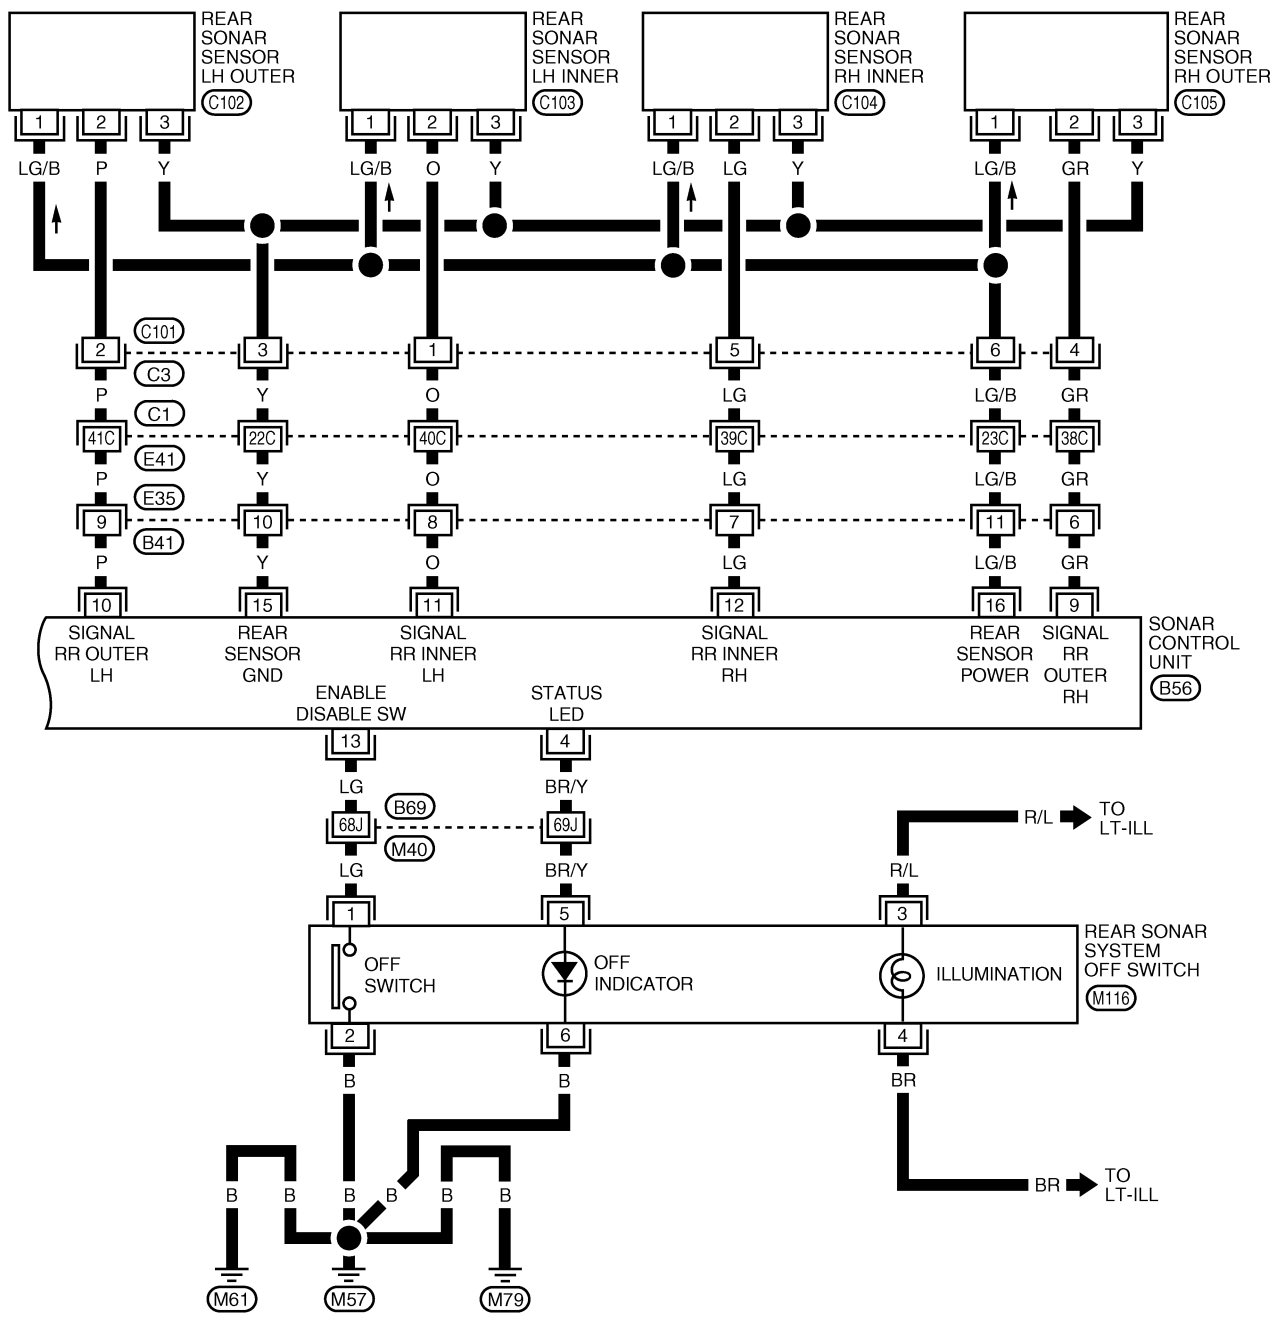 REAR
SONAR
SENSOR
LH OUTER
C102
REAR
SONAR
SENSOR
LH INNER
C103
REAR
SONAR
SENSOR
RH INNER
C104
REAR
SONAR
SENSOR
RH OUTER
C105
1 2 3 1 2 3 1 2 3 1 2 3
LG/B P Y LG/B O Y LG/B LG Y LG/B GR Y
C101
2 3 1 5 6 4
C3
P Y O LG LG/B GR
C1
41C 22C 40C 39C 23C 38C
E41
P Y O LG LG/B GR
E35
9 10 8 7 11 6
B41
P Y O LG LG/B GR
10 15 11 12 16 9
SIGNAL
RR OUTER
LH
REAR
SENSOR
GND
SIGNAL
RR INNER
LH
SIGNAL
RR INNER
RH
REAR
SENSOR
POWER
SIGNAL
RR
OUTER
RH
SONAR
CONTROL
UNIT
B56
ENABLE
DISABLE SW
STATUS
LED
13 4
LG BR/Y
B69
68J 69J
M40
LG BR/Y
R/L
TO
LT-ILL
R/L
1 5 3
OFF
SWITCH
OFF
INDICATOR
ILLUMINATION
REAR SONAR
SYSTEM
OFF SWITCH
M116
2 6 4
B B BR
B B B B B B
BR
TO
LT-ILL
M61 M57 M79